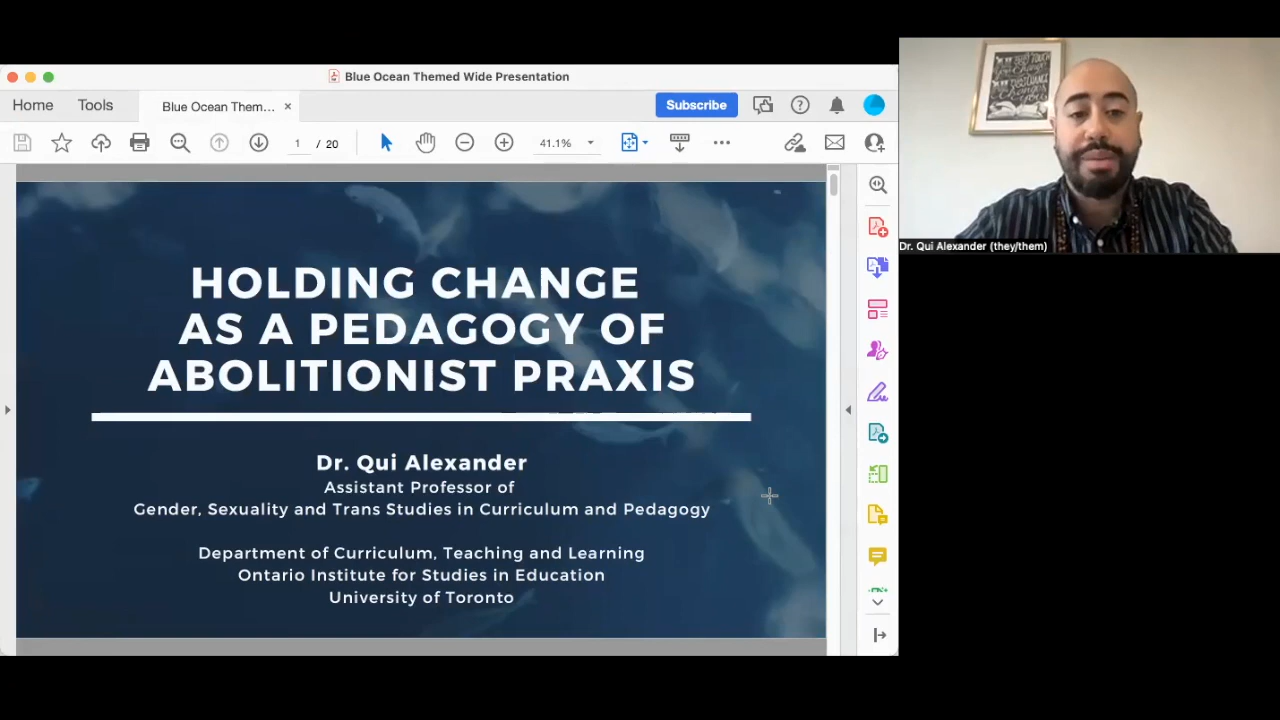 Blue Ocean Themed Wide Presentation
Home
Tools
Blue Ocean Them...
Subscribe
1 / 20
41.1%
HOLDING CHANGE
AS A PEDAGOGY OF
ABOLITIONIST PRAXIS
Dr. Qui Alexander
Assistant Professor of
Gender, Sexuality and Trans Studies in Curriculum and Pedagogy
Department of Curriculum, Teaching and Learning
Ontario Institute for Studies in Education
University of Toronto
Dr. Qui Alexander (they/them)